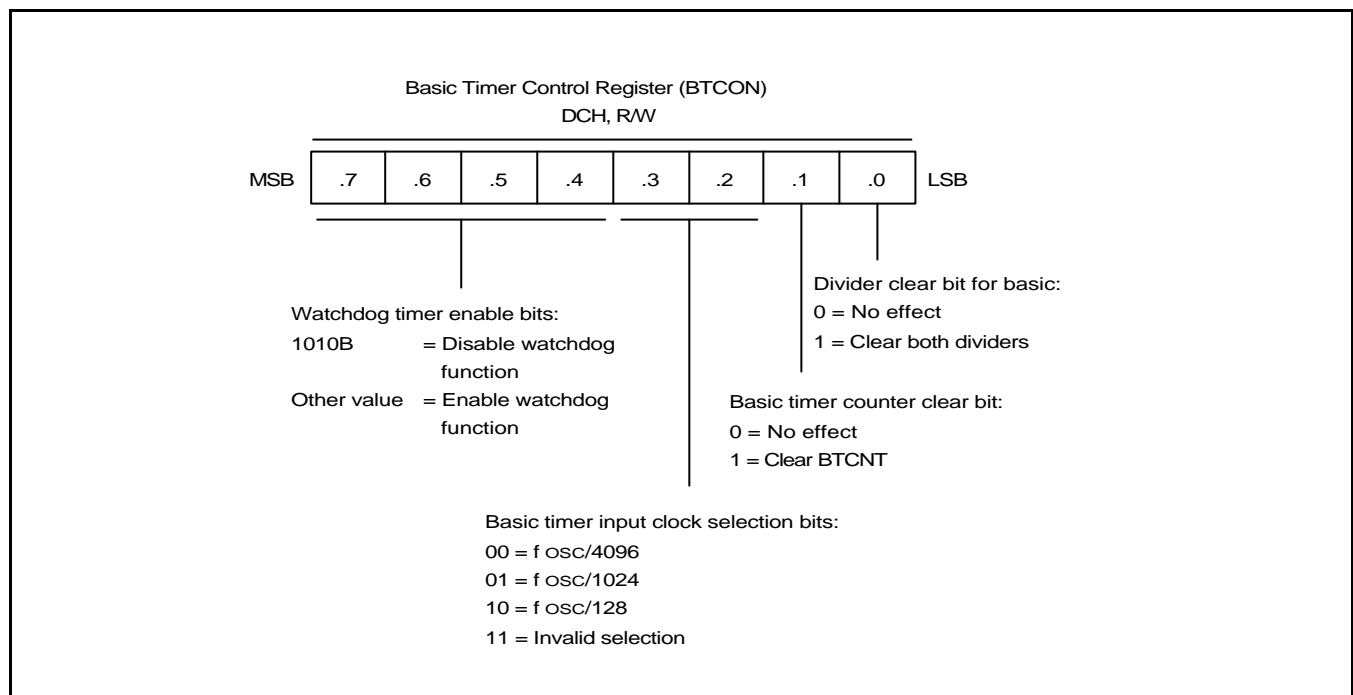 Basic Timer Control Register (BTCON)
DCH, R/W
MSB .7 .6 .5 .4 .3 .2 .1 .0 LSB
Divider clear bit for basic:
0 = No effect
1 = Clear both dividers
Watchdog timer enable bits:
1010B = Disable watchdog
function
Other value = Enable watchdog
function
Basic timer counter clear bit:
0 = No effect
1 = Clear BTCNT
Basic timer input clock selection bits:
00 = f OSC/4096
01 = f OSC/1024
10 = f OSC/128
11 = Invalid selection